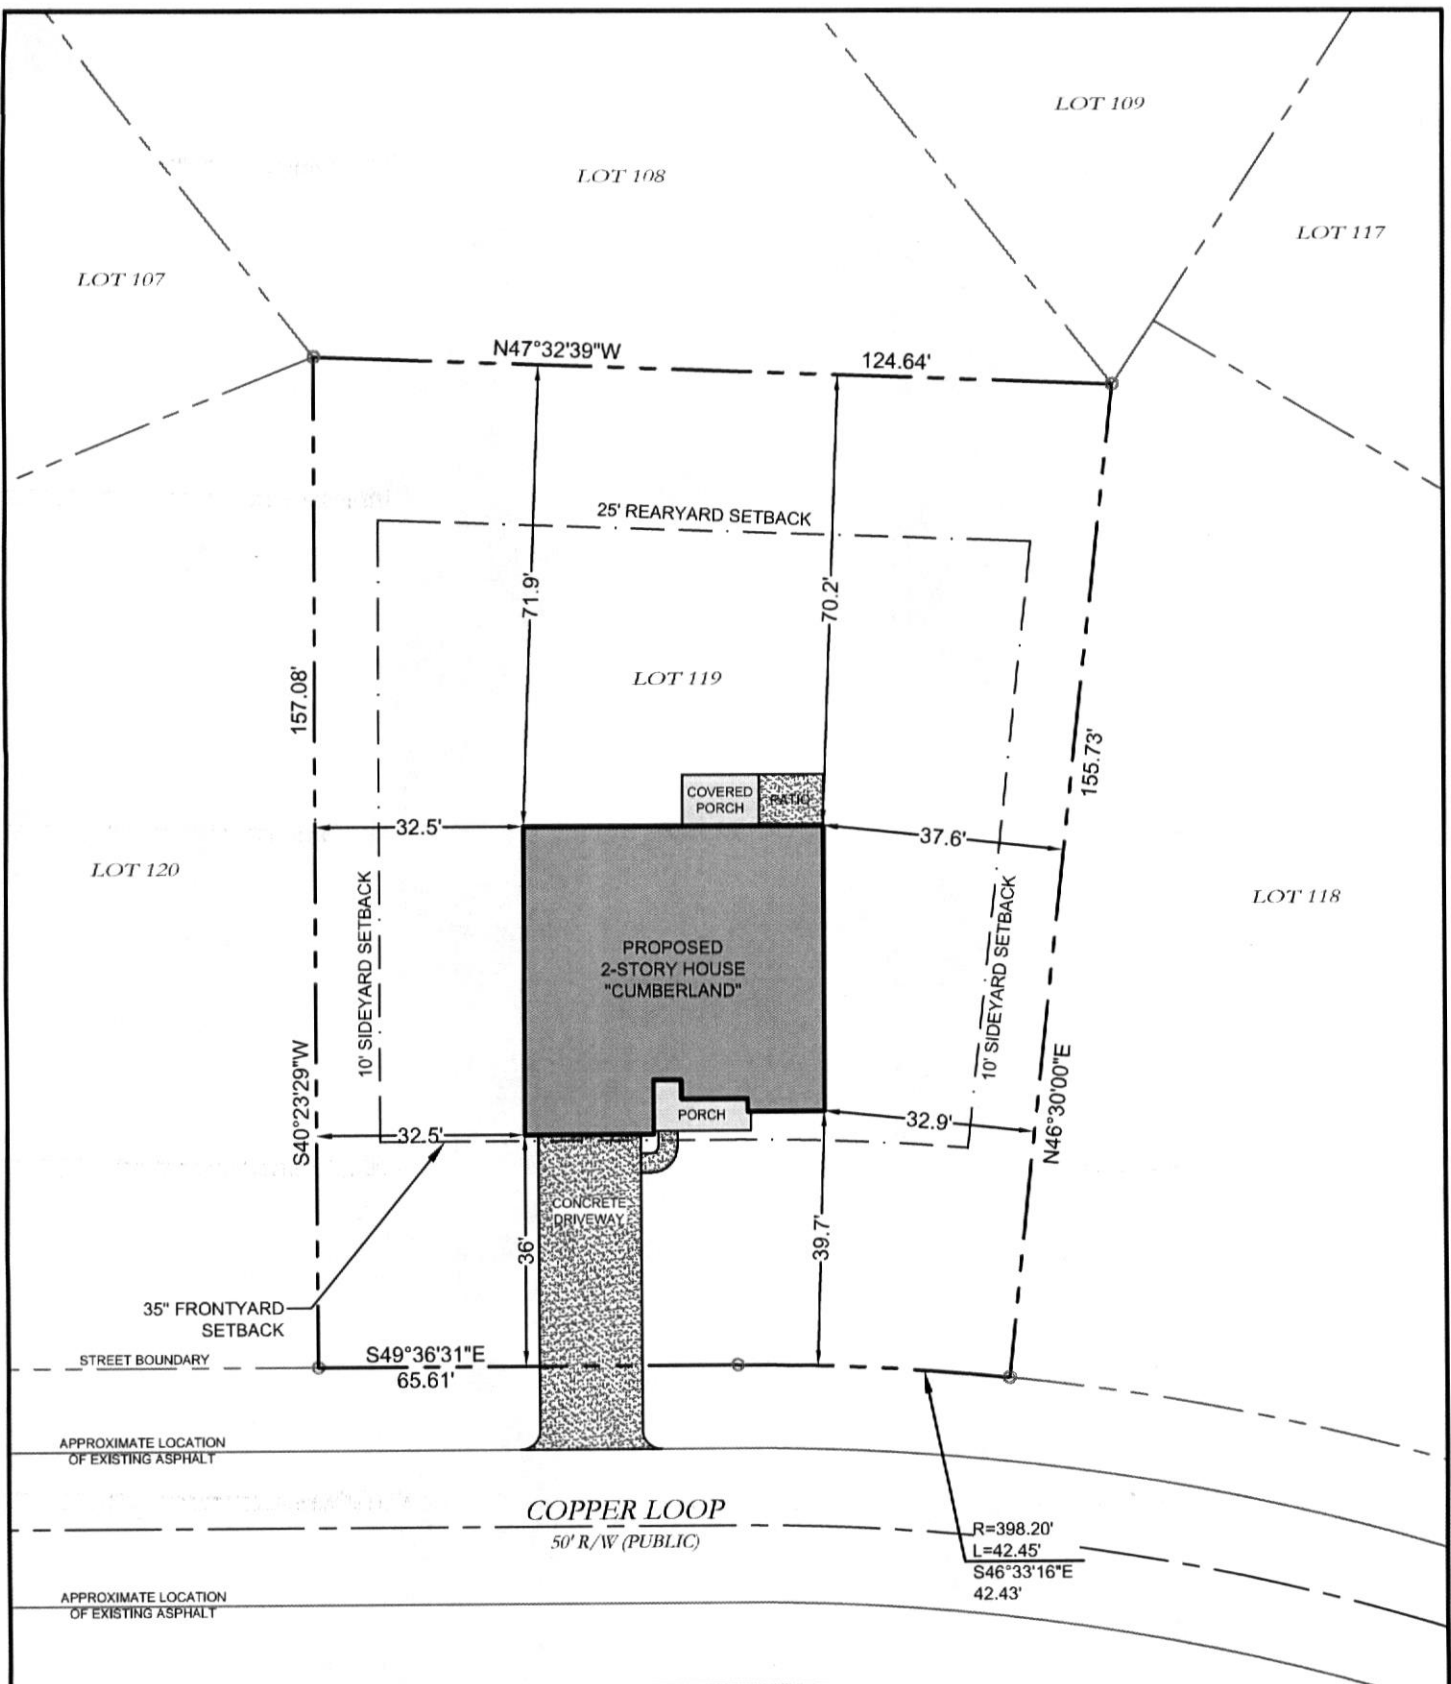 LOT 109
LOT 108
LOT 117
LOT 107
N47°32'39"W
124.64'
25' REARYARD SETBACK
71.9'
70.2'
LOT 119
157.08'
155.73'
COVERED
PORCH
PATIO
32.5'
37.6'
LOT 120
LOT 118
10' SIDEYARD SETBACK
10' SIDEYARD SETBACK
PROPOSED
2-STORY HOUSE
"CUMBERLAND"
S40°23'29"W
N46°30'00"E
PORCH
32.5'
32.9'
CONCRETE
DRIVEWAY
36'
39.7'
35" FRONTYARD
SETBACK
STREET BOUNDARY
S49°36'31"E
65.61'
APPROXIMATE LOCATION
OF EXISTING ASPHALT
COPPER LOOP
50' R/W (PUBLIC)
R=398.20'
L=42.45'
S46°33'16"E
42.43'
APPROXIMATE LOCATION
OF EXISTING ASPHALT